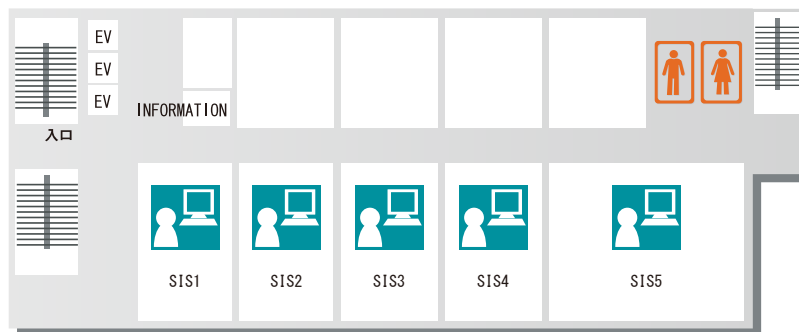 EV
EV
EV
INFORMATION
入口
SIS1
SIS2
SIS3
SIS4
SIS5